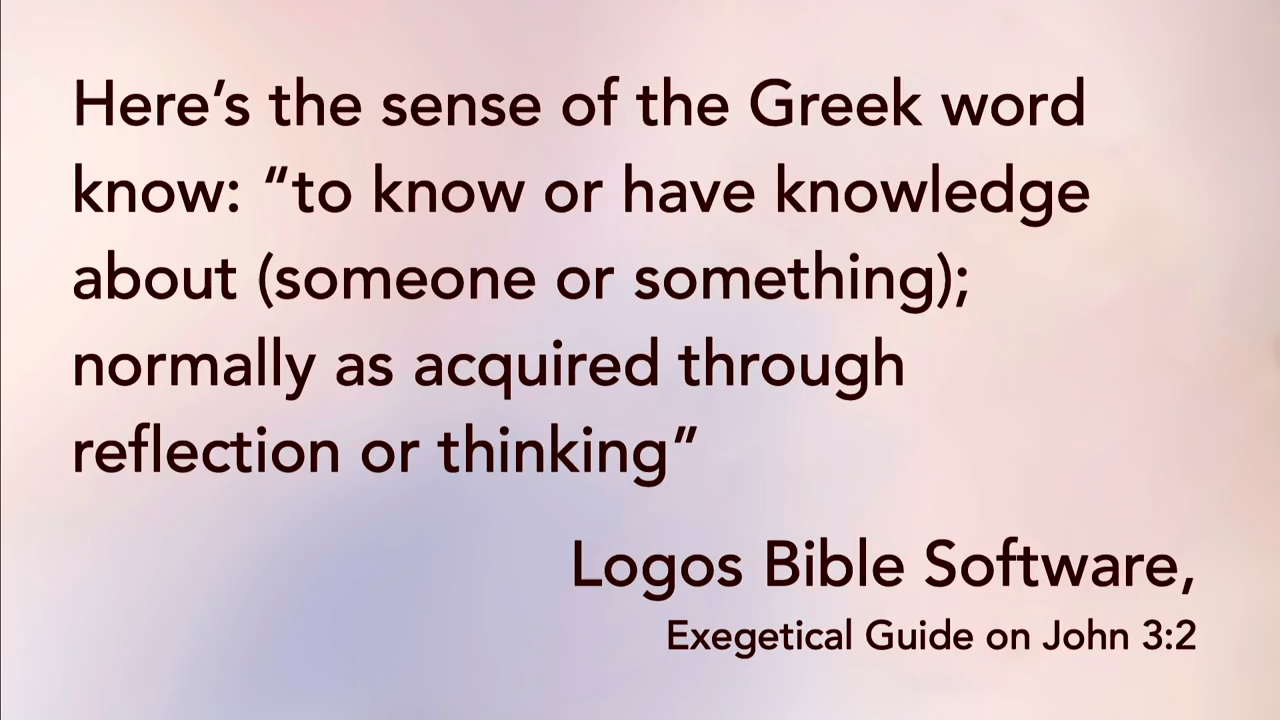 Here’s the sense of the Greek word
know: “to know or have knowledge
about (someone or something);
normally as acquired through
reflection or thinking”
Logos Bible Software,
Exegetical Guide on John 3:2